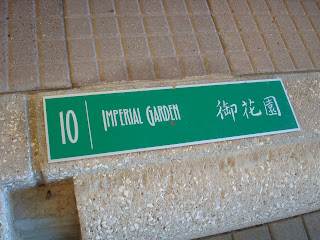 10 IMPERIAL GARDEN 御花園